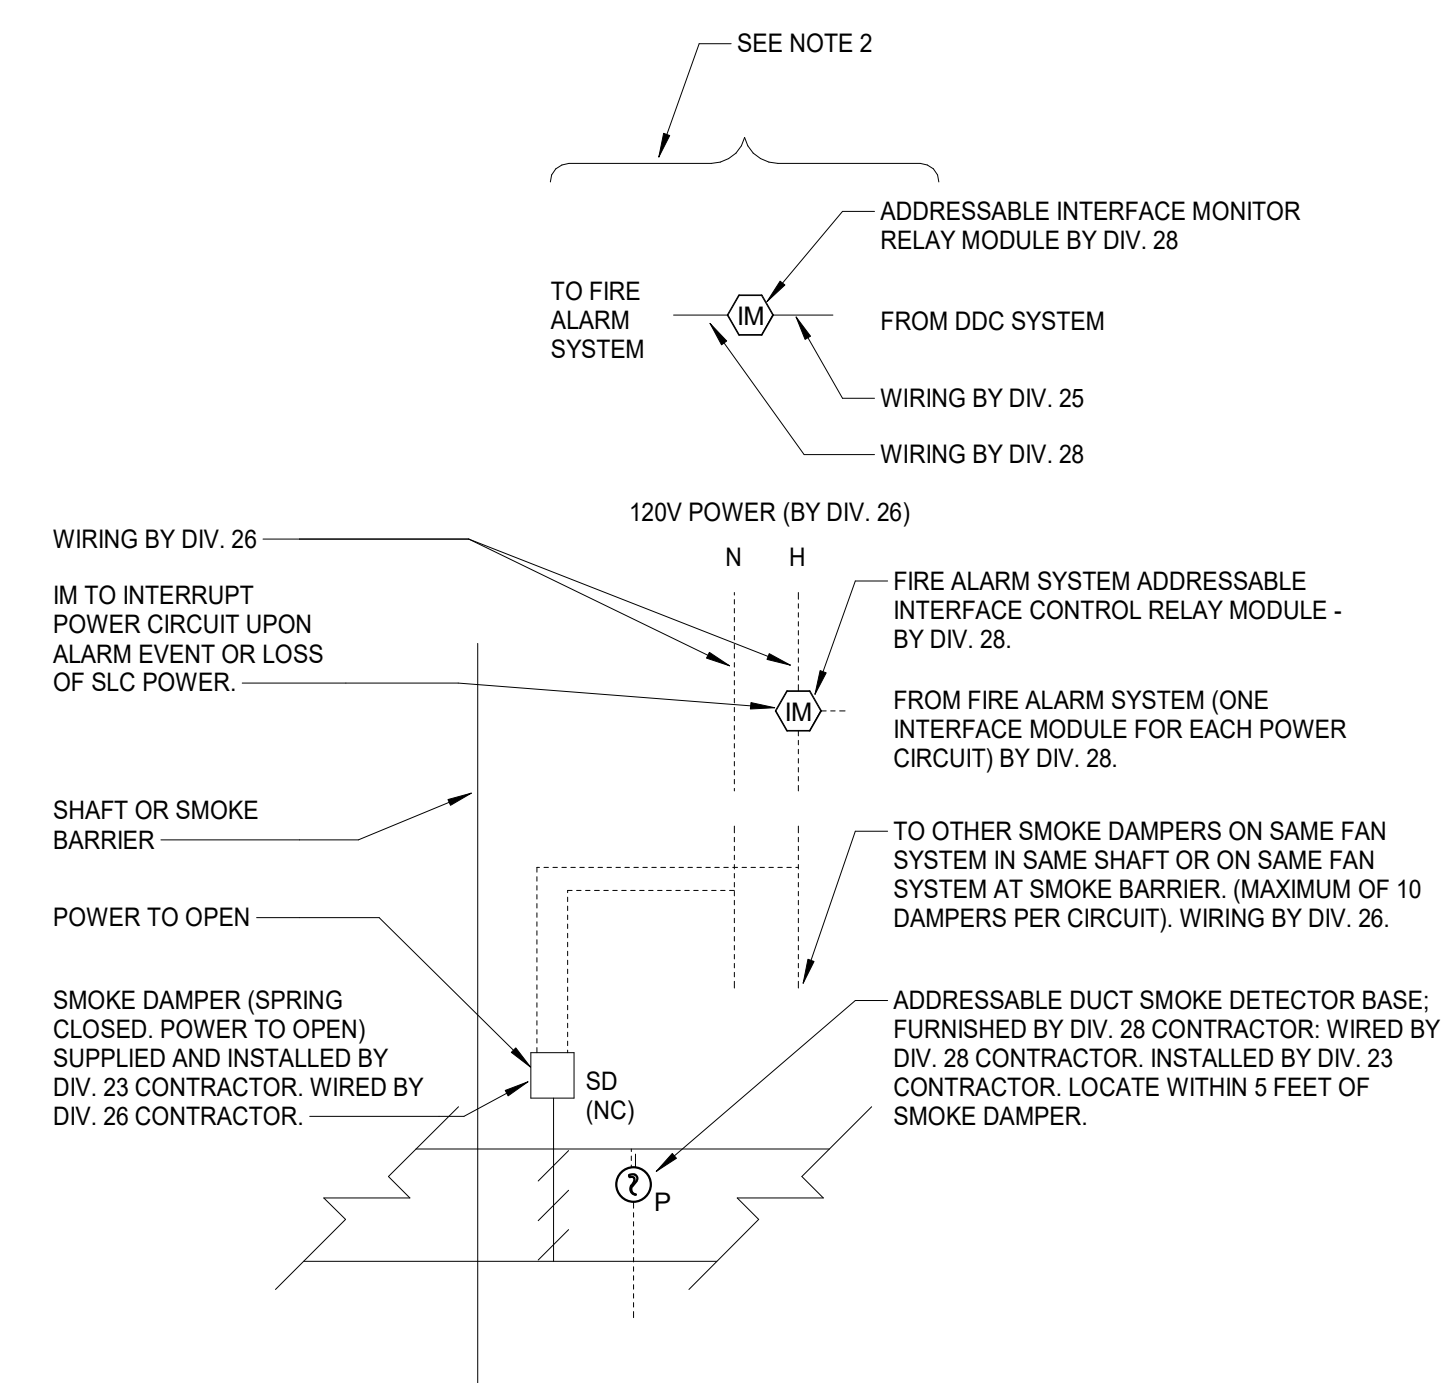 SEE NOTE 2
ADDRESSABLE INTERFACE MONITOR
RELAY MODULE BY DIV. 28
TO FIRE
ALARM
SYSTEM
IM
FROM DDC SYSTEM
WIRING BY DIV. 25
WIRING BY DIV. 28
120V POWER (BY DIV. 26)
WIRING BY DIV. 26
N
H
IM TO INTERRUPT
POWER CIRCUIT UPON
ALARM EVENT OR LOSS
OF SLC POWER.
FIRE ALARM SYSTEM ADDRESSABLE
INTERFACE CONTROL RELAY MODULE -
BY DIV. 28.
IM
FROM FIRE ALARM SYSTEM (ONE
INTERFACE MODULE FOR EACH POWER
CIRCUIT) BY DIV. 28.
SHAFT OR SMOKE
BARRIER
TO OTHER SMOKE DAMPERS ON SAME FAN
SYSTEM IN SAME SHAFT OR ON SAME FAN
SYSTEM AT SMOKE BARRIER. (MAXIMUM OF 10
DAMPERS PER CIRCUIT). WIRING BY DIV. 26.
POWER TO OPEN
SMOKE DAMPER (SPRING
CLOSED. POWER TO OPEN)
SUPPLIED AND INSTALLED BY
DIV. 23 CONTRACTOR. WIRED BY
DIV. 26 CONTRACTOR.
SD
(NC)
ADDRESSABLE DUCT SMOKE DETECTOR BASE;
FURNISHED BY DIV. 28 CONTRACTOR: WIRED BY
DIV. 28 CONTRACTOR. INSTALLED BY DIV. 23
CONTRACTOR. LOCATE WITHIN 5 FEET OF
SMOKE DAMPER.
P